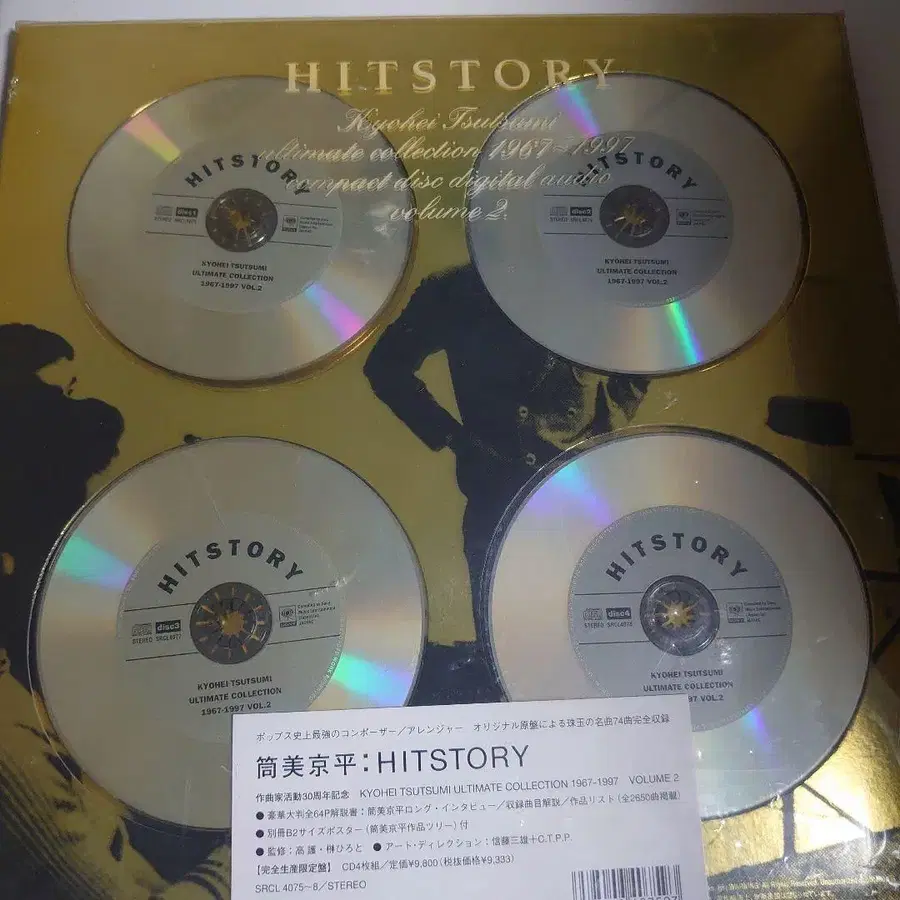 HITSTORY
Kyohei Tsutsumi
ultimate collection 1967~1997
compact disc digital audio
volume 2
HITSTORY
STEREO
disc1
KYOHEI TSUTSUMI
ULTIMATE COLLECTION
1967-1997 VOL.2
HITSTORY
STEREO
KYOHEI TSUTSUMI
ULTIMATE COLLECTION
1967-1997 VOL.2
HITSTORY
STEREO
disc3
SRCL4077
KYOHEI TSUTSUMI
ULTIMATE COLLECTION
1967-1997 VOL.2
HITSTORY
STEREO
disc4
SRCL4078
KYOHEI TSUTSUMI
ULTIMATE COLLECTION
1967-1997 VOL.2
ポップス史上最強のコンポーザー/アレンジャー オリジナル原盤による珠玉の名曲74曲完全収録
筒美京平:HITSTORY
作曲家活動30周年記念 KYOHEI TSUTSUMI ULTIMATE COLLECTION 1967-1997 VOLUME 2
●豪華大判全64P解説書:筒美京平ロング・インタビュー/収録曲目解説/作品リスト(全2650曲掲載)
●別冊B2サイズポスター(筒美京平作品ツリー)付
●監修:高 護・榊ひろと ●アート・ディレクション:信藤三雄+C.T.P.P.
【完全生産限定盤】 CD4枚組/定価¥9,800(税抜価格¥9,333)
SRCL 4075~8/STEREO